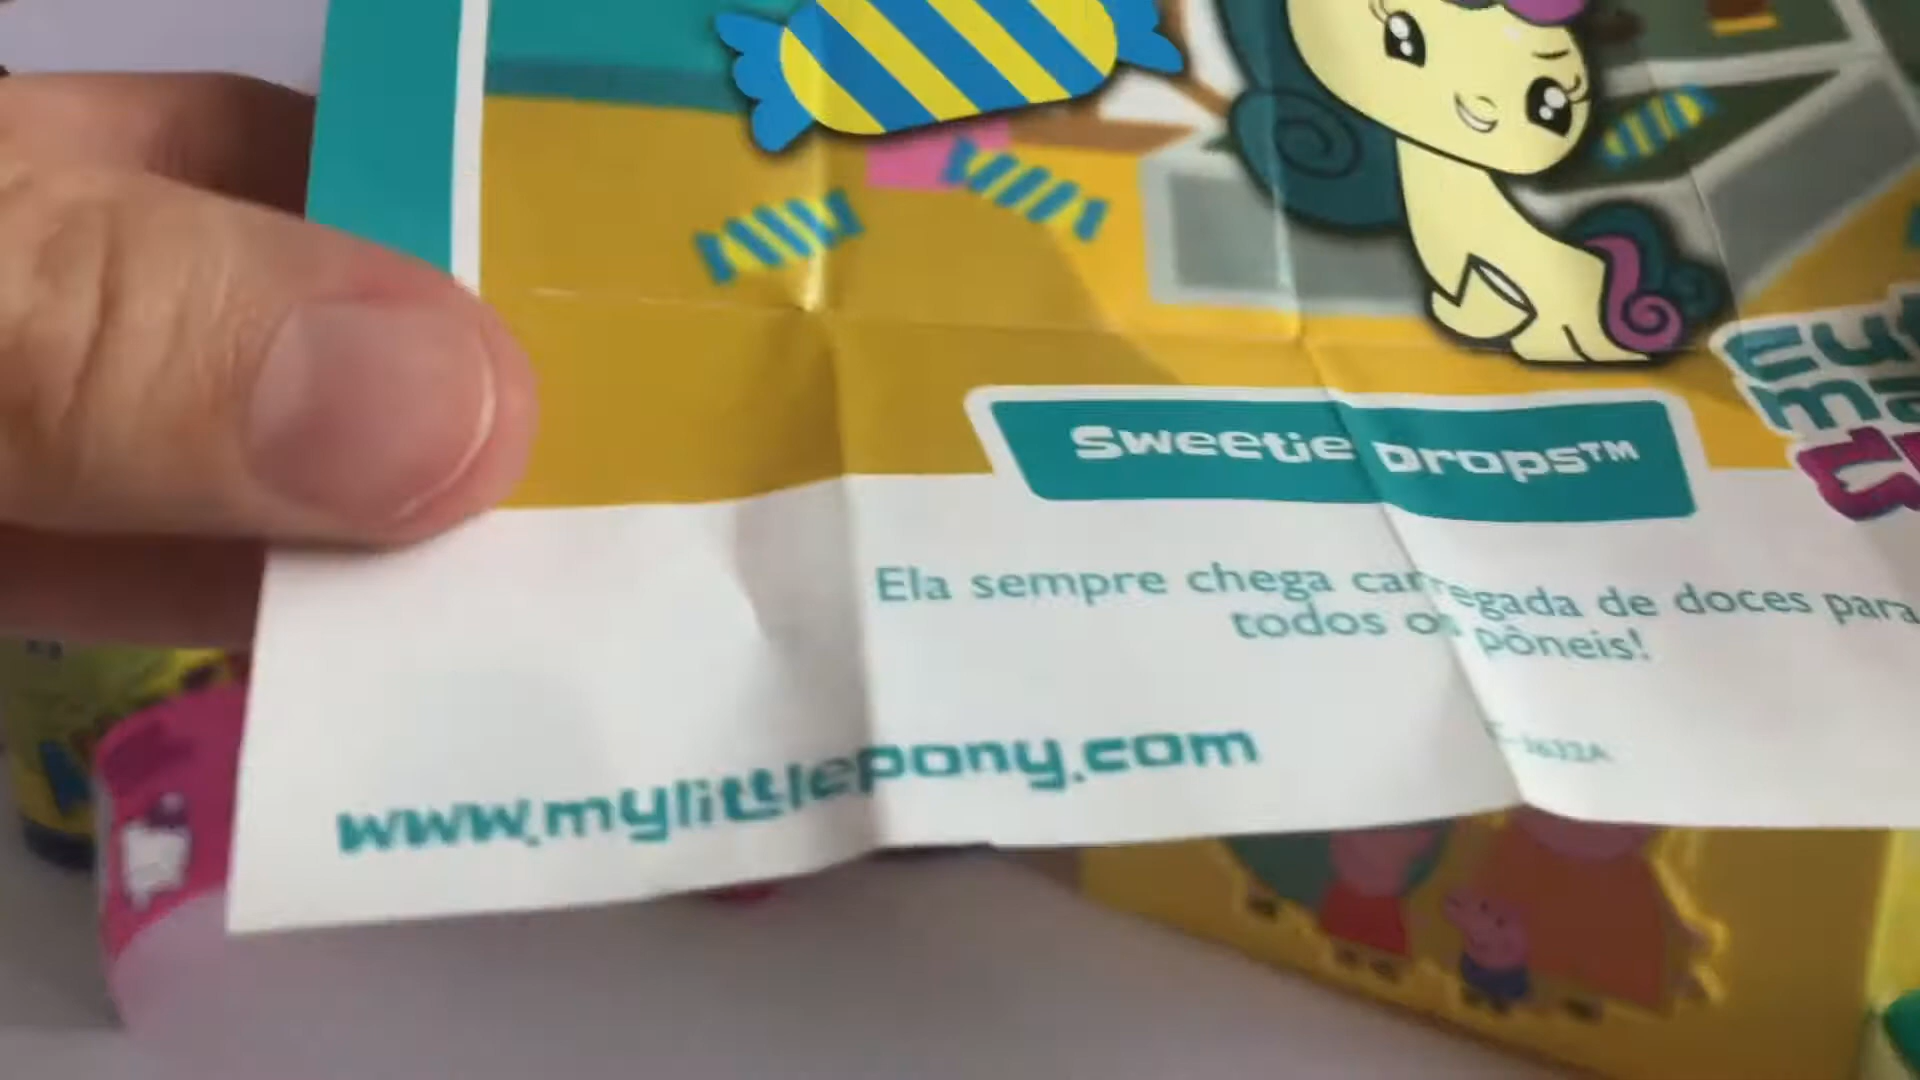 Sweetie Drops™
Ela sempre chega carregada de doces para
todos os pôneis!
www.mylittlepony.com